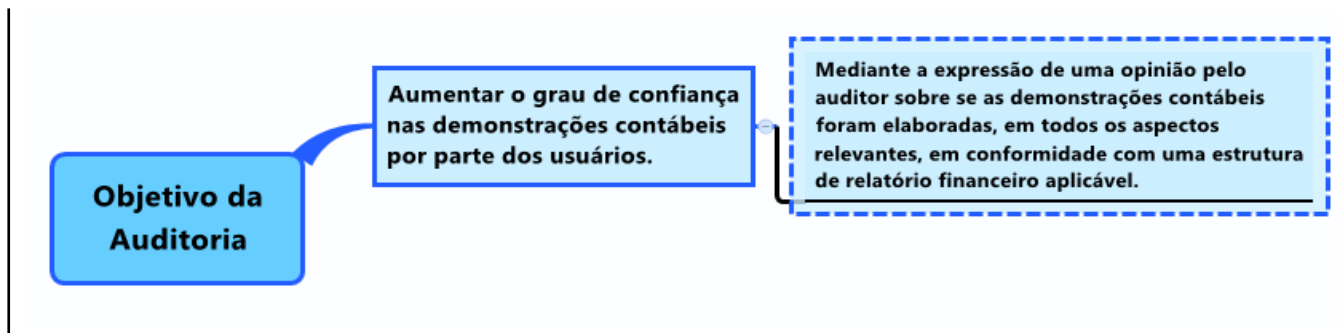 Objetivo da
Auditoria
Aumentar o grau de confiança
nas demonstrações contábeis
por parte dos usuários.
Mediante a expressão de uma opinião pelo
auditor sobre se as demonstrações contábeis
foram elaboradas, em todos os aspectos
relevantes, em conformidade com uma estrutura
de relatório financeiro aplicável.